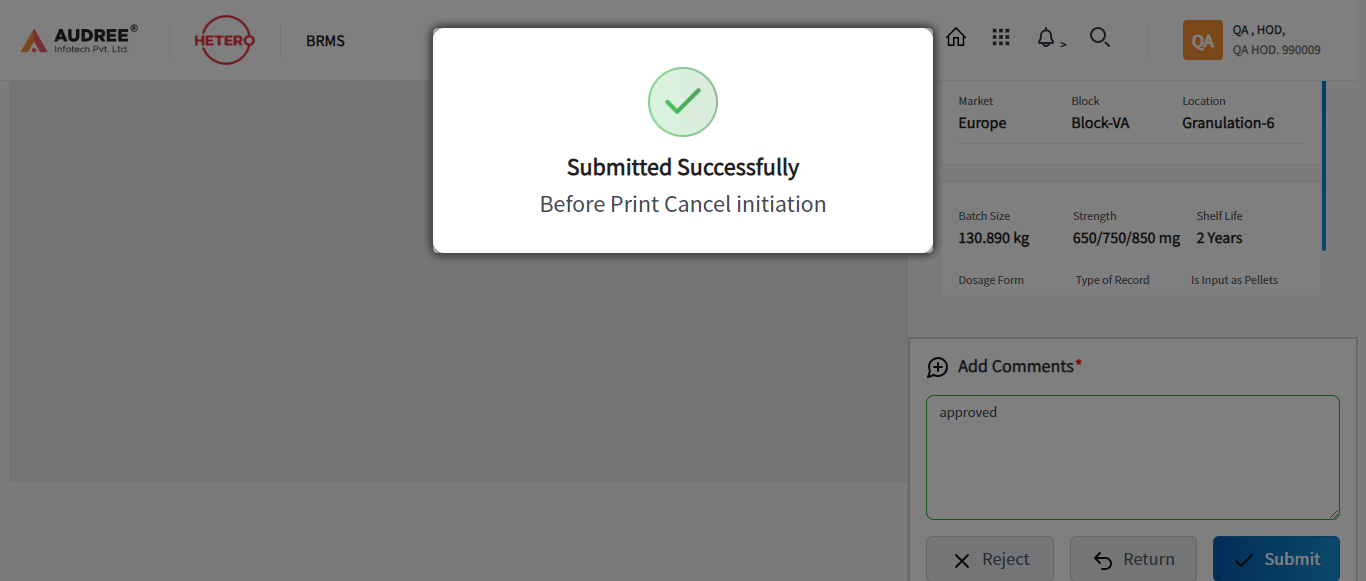 AUDREE®
Infotech Pvt. Ltd.
HETERO
BRMS
>
QA
QA , HOD,
QA HOD. 990009
Submitted Successfully
Before Print Cancel initiation
Market Block Location
Europe Block-VA Granulation-6
Batch Size Strength Shelf Life
130.890 kg 650/750/850 mg 2 Years
Dosage Form Type of Record Is Input as Pellets
Add Comments*
approved
Reject Return Submit